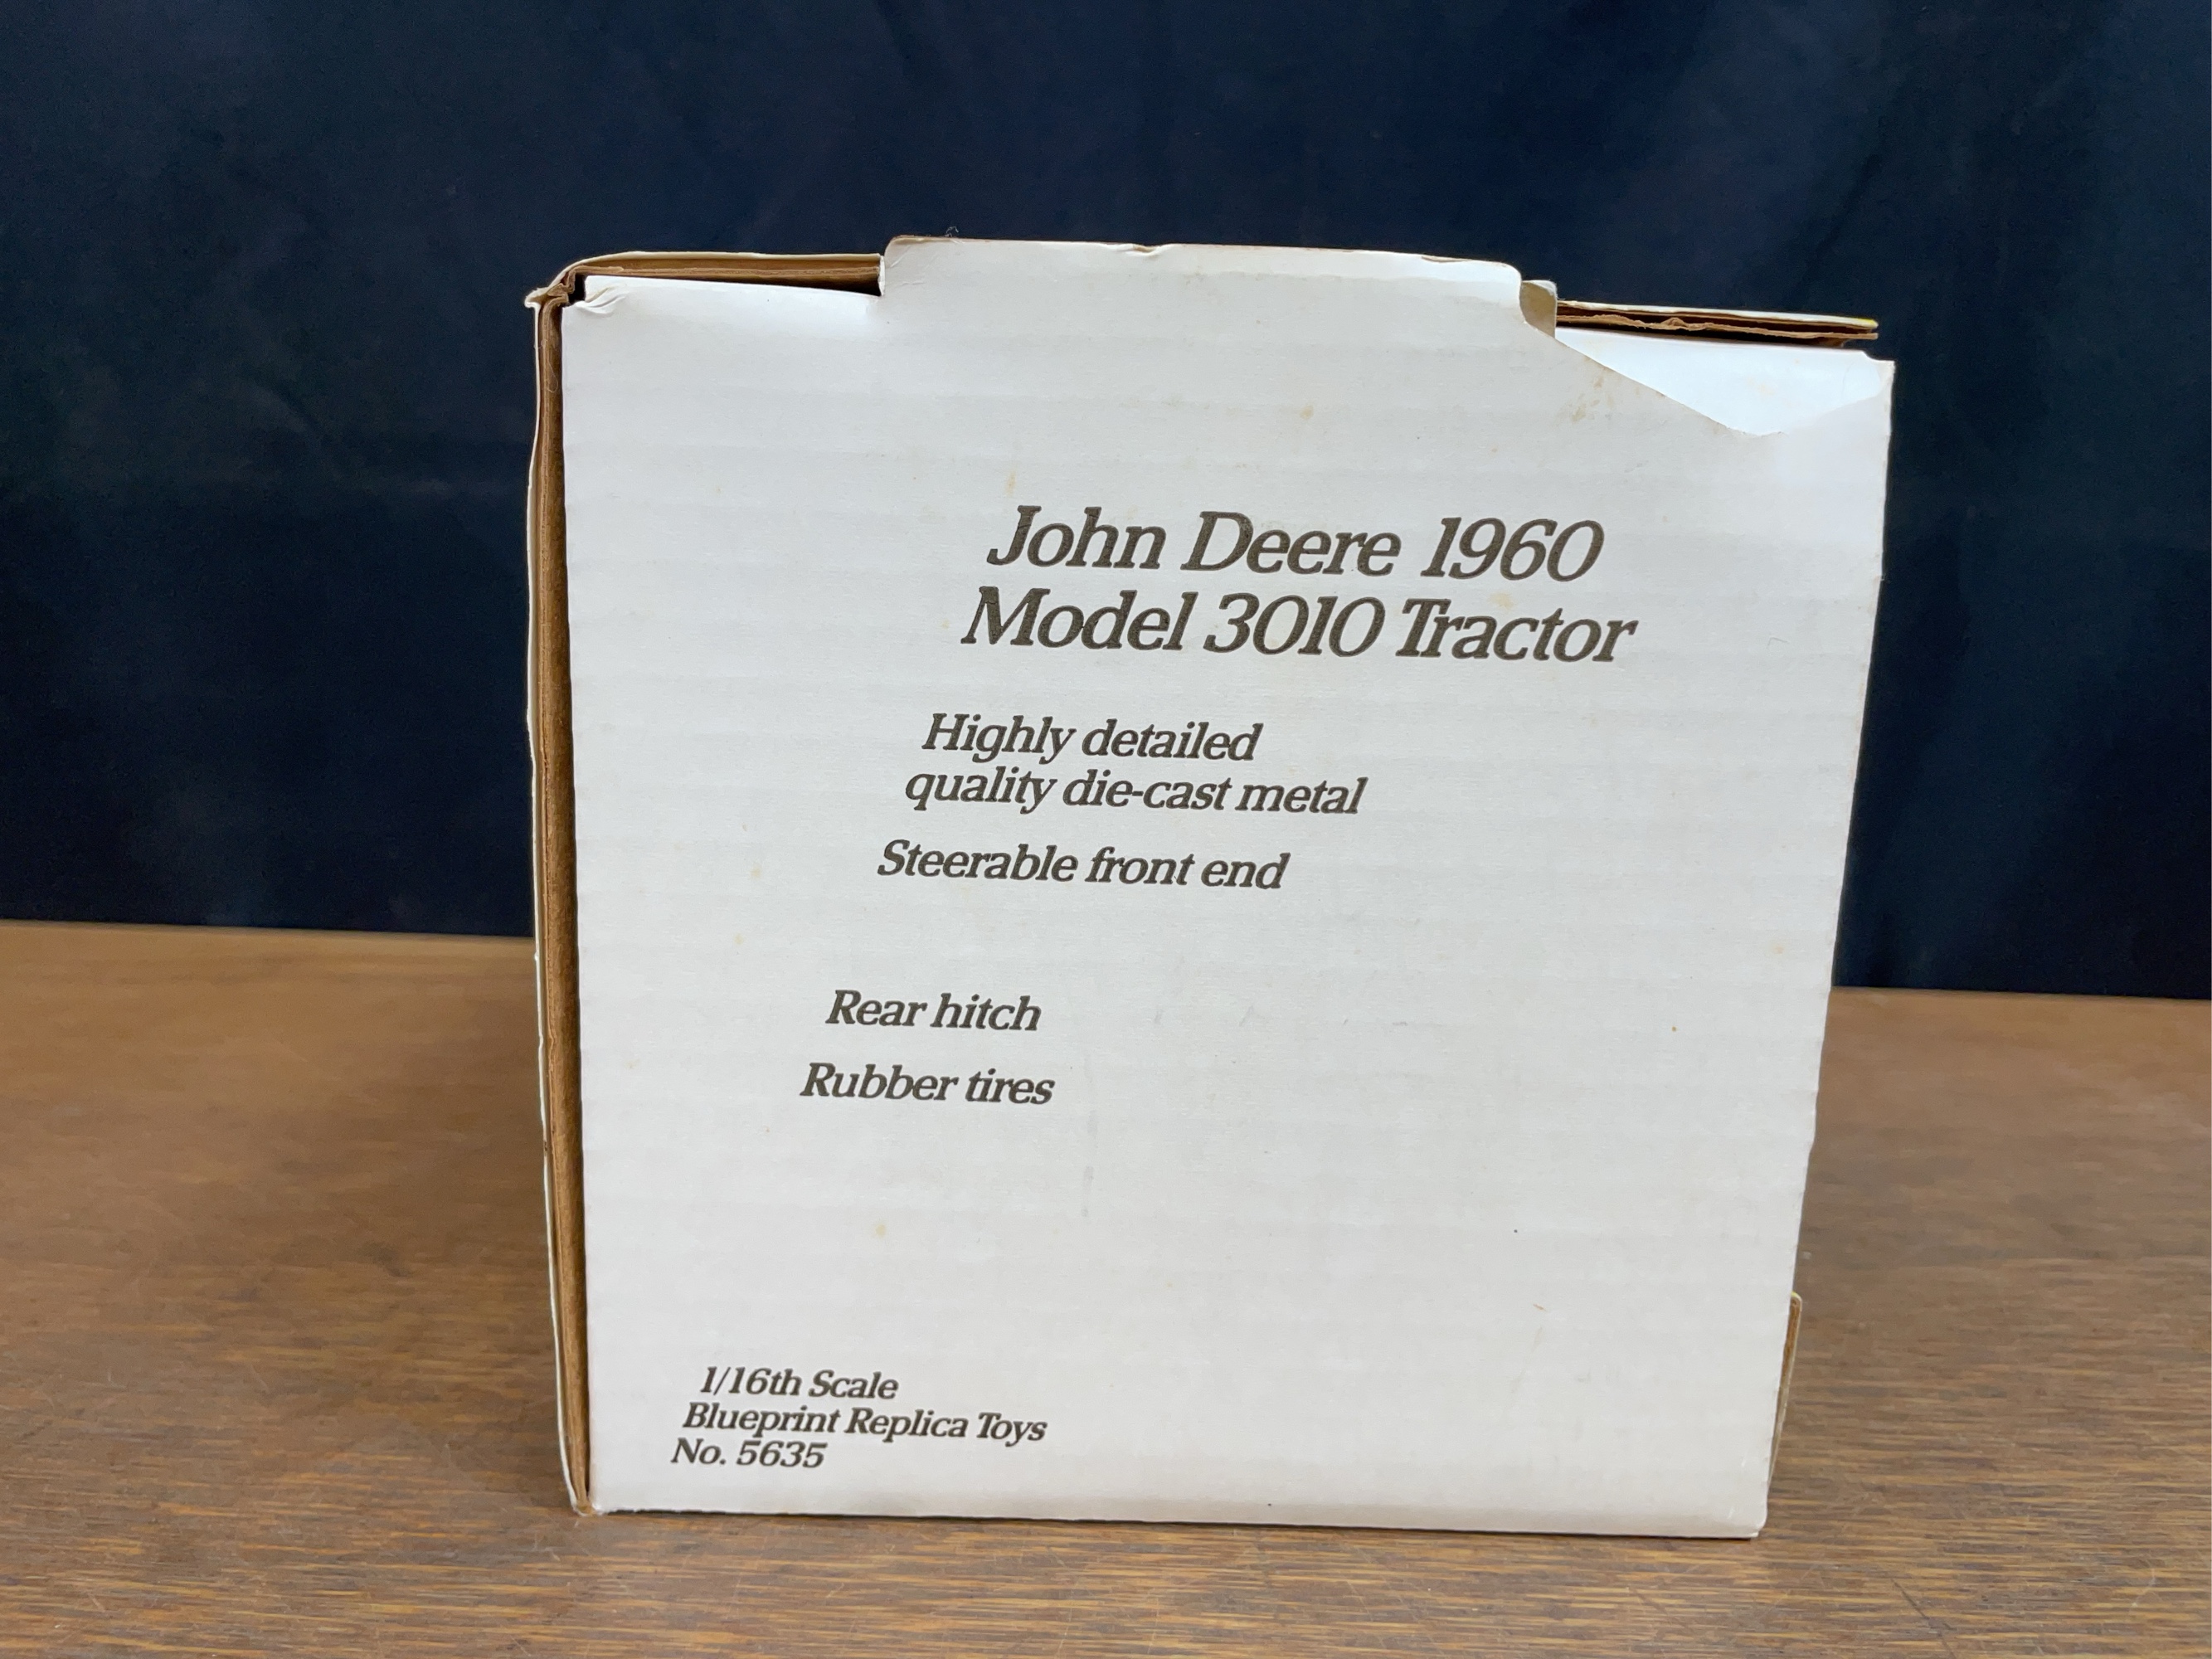 John Deere 1960
Model 3010 Tractor
Highly detailed
quality die-cast metal
Steerable front end
Rear hitch
Rubber tires
1/16th Scale
Blueprint Replica Toys
No. 5635